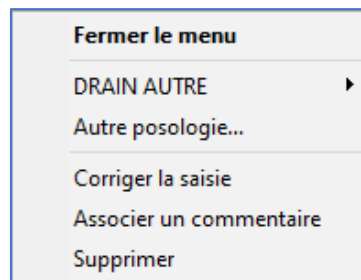 Fermer le menu
DRAIN AUTRE
Autre posologie...
Corriger la saisie
Associer un commentaire
Supprimer